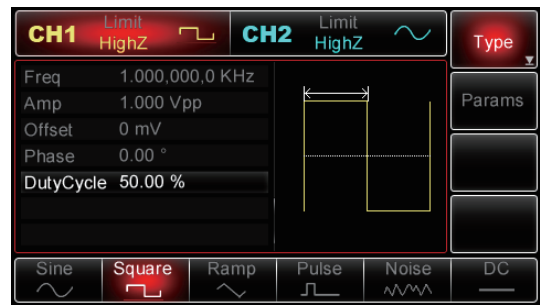 CH1 Limit HighZ CH2 Limit HighZ Type
Freq 1.000,000,0 KHz
Amp 1.000 Vpp Params
Offset 0 mV
Phase 0.00 °
DutyCycle 50.00 %
Sine Square Ramp Pulse Noise DC